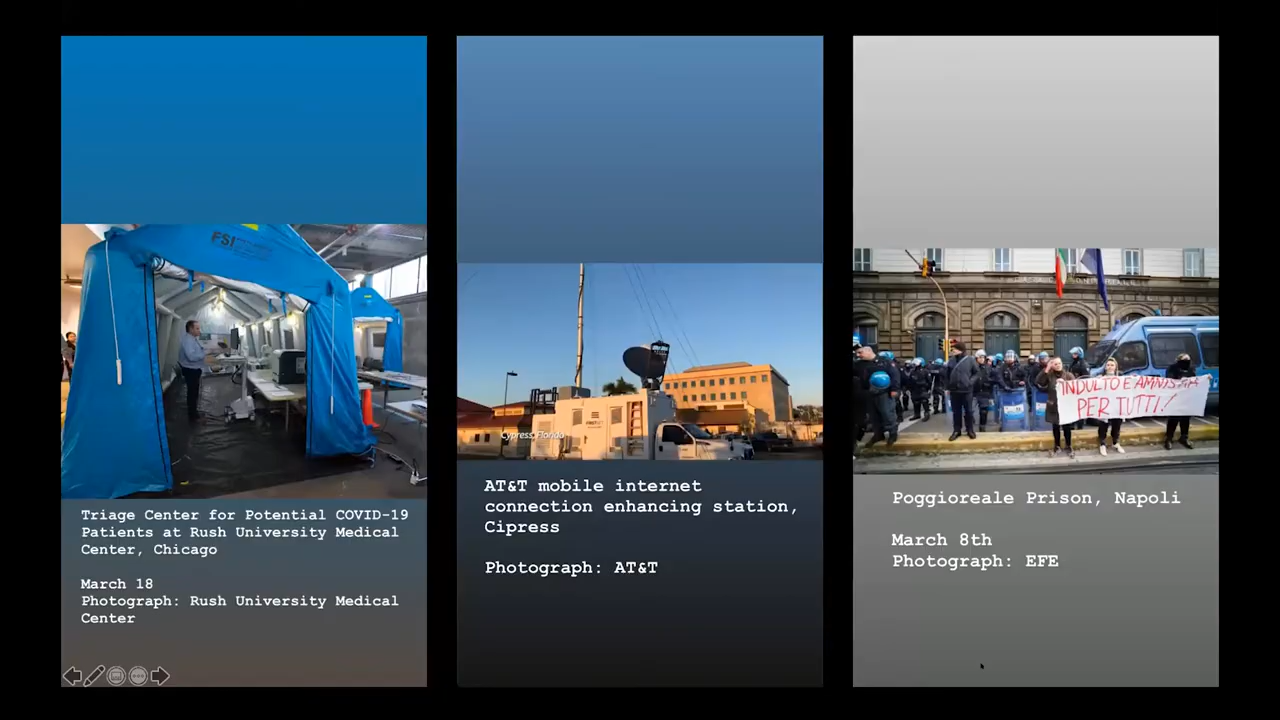 FSI
Triage Center for Potential COVID-19
Patients at Rush University Medical
Center, Chicago
March 18
Photograph: Rush University Medical
Center
Cypress, Florida
AT&T mobile internet
connection enhancing station,
Cipress
Photograph: AT&T
INDULTO E AMNISTIA
PER TUTTI!
Poggioreale Prison, Napoli
March 8th
Photograph: EFE